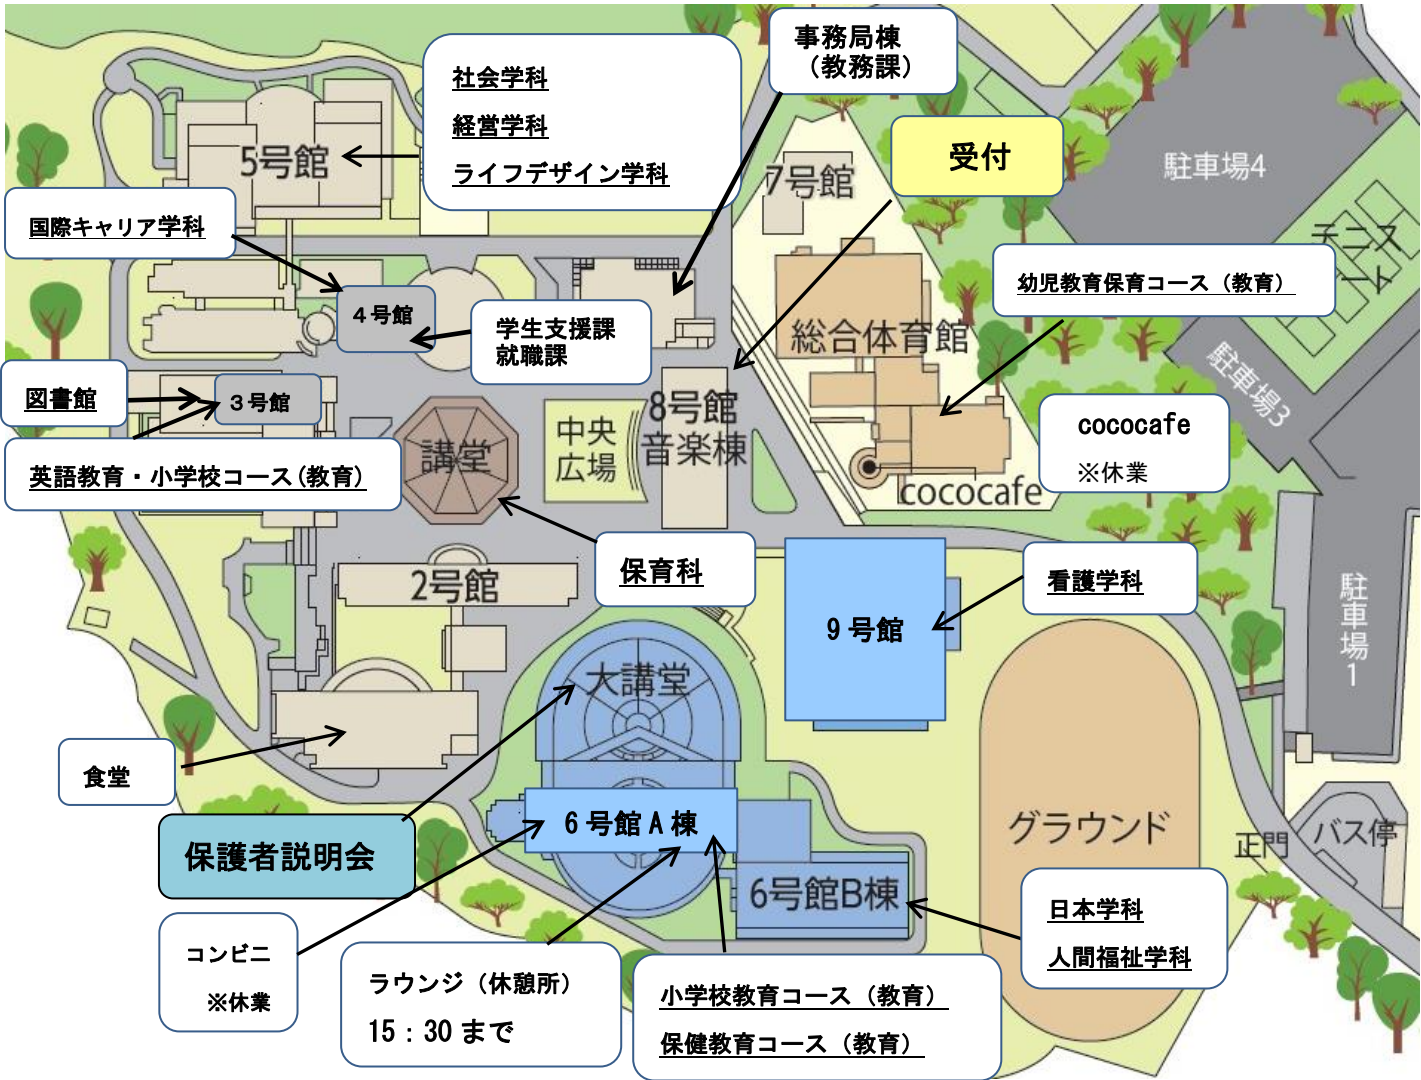 社会学科
経営学科
ライフデザイン学科
事務局棟
（教務課）
受付
5号館
7号館
駐車場4
テニス
コート
国際キャリア学科
幼児教育保育コース（教育）
４号館
学生支援課
就職課
総合体育館
駐車場3
図書館
３号館
8号館
音楽棟
中央
広場
講堂
cococafe
※休業
英語教育・小学校コース(教育)
cococafe
保育科
2号館
看護学科
駐車場1
9号館
大講堂
食堂
6号館A棟
グラウンド
正門
バス停
保護者説明会
6号館B棟
日本学科
人間福祉学科
コンビニ
※休業
ラウンジ（休憩所）
15：30まで
小学校教育コース（教育）
保健教育コース（教育）